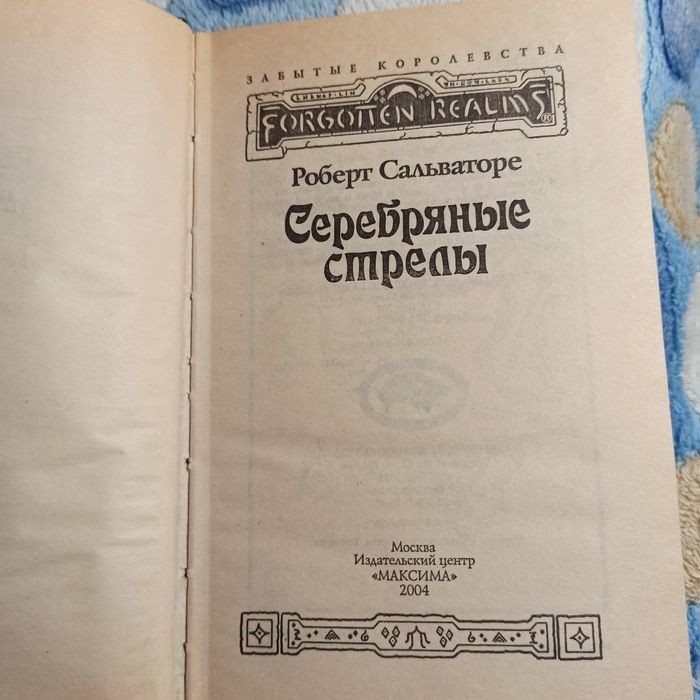 ЗАБЫТЫЕ КОРОЛЕВСТВА
FORGOTTEN REALMS®
Роберт Сальваторе
Серебряные
стрелы
Москва
Издательский центр
«МАКСИМА»
2004